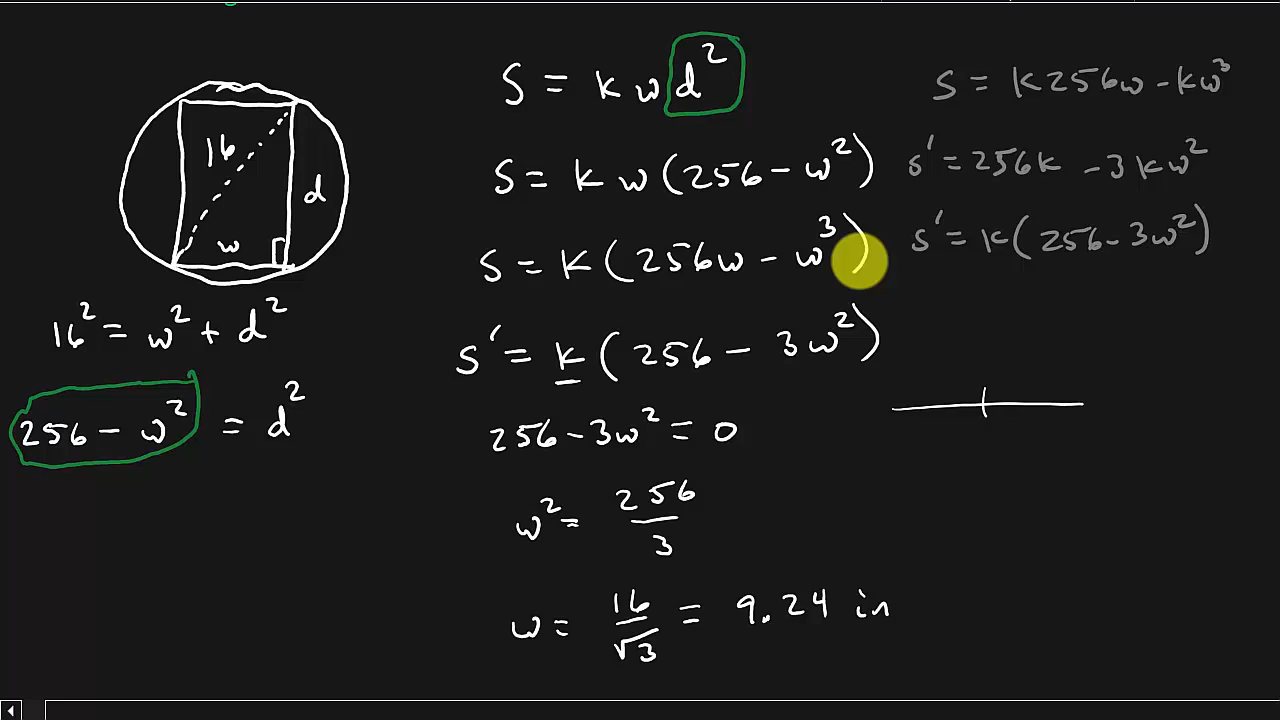 16
d
w
16² = w² + d²
256 - w² = d²
S = k w d²
S = k w (256 - w²)
S = k (256w - w³)
S' = k (256 - 3w²)
256 - 3w² = 0
w² = 256/3
w = 16/√3 = 9.24 in
S = k256w - kw³
S' = 256k - 3kw²
S' = k(256 - 3w²)